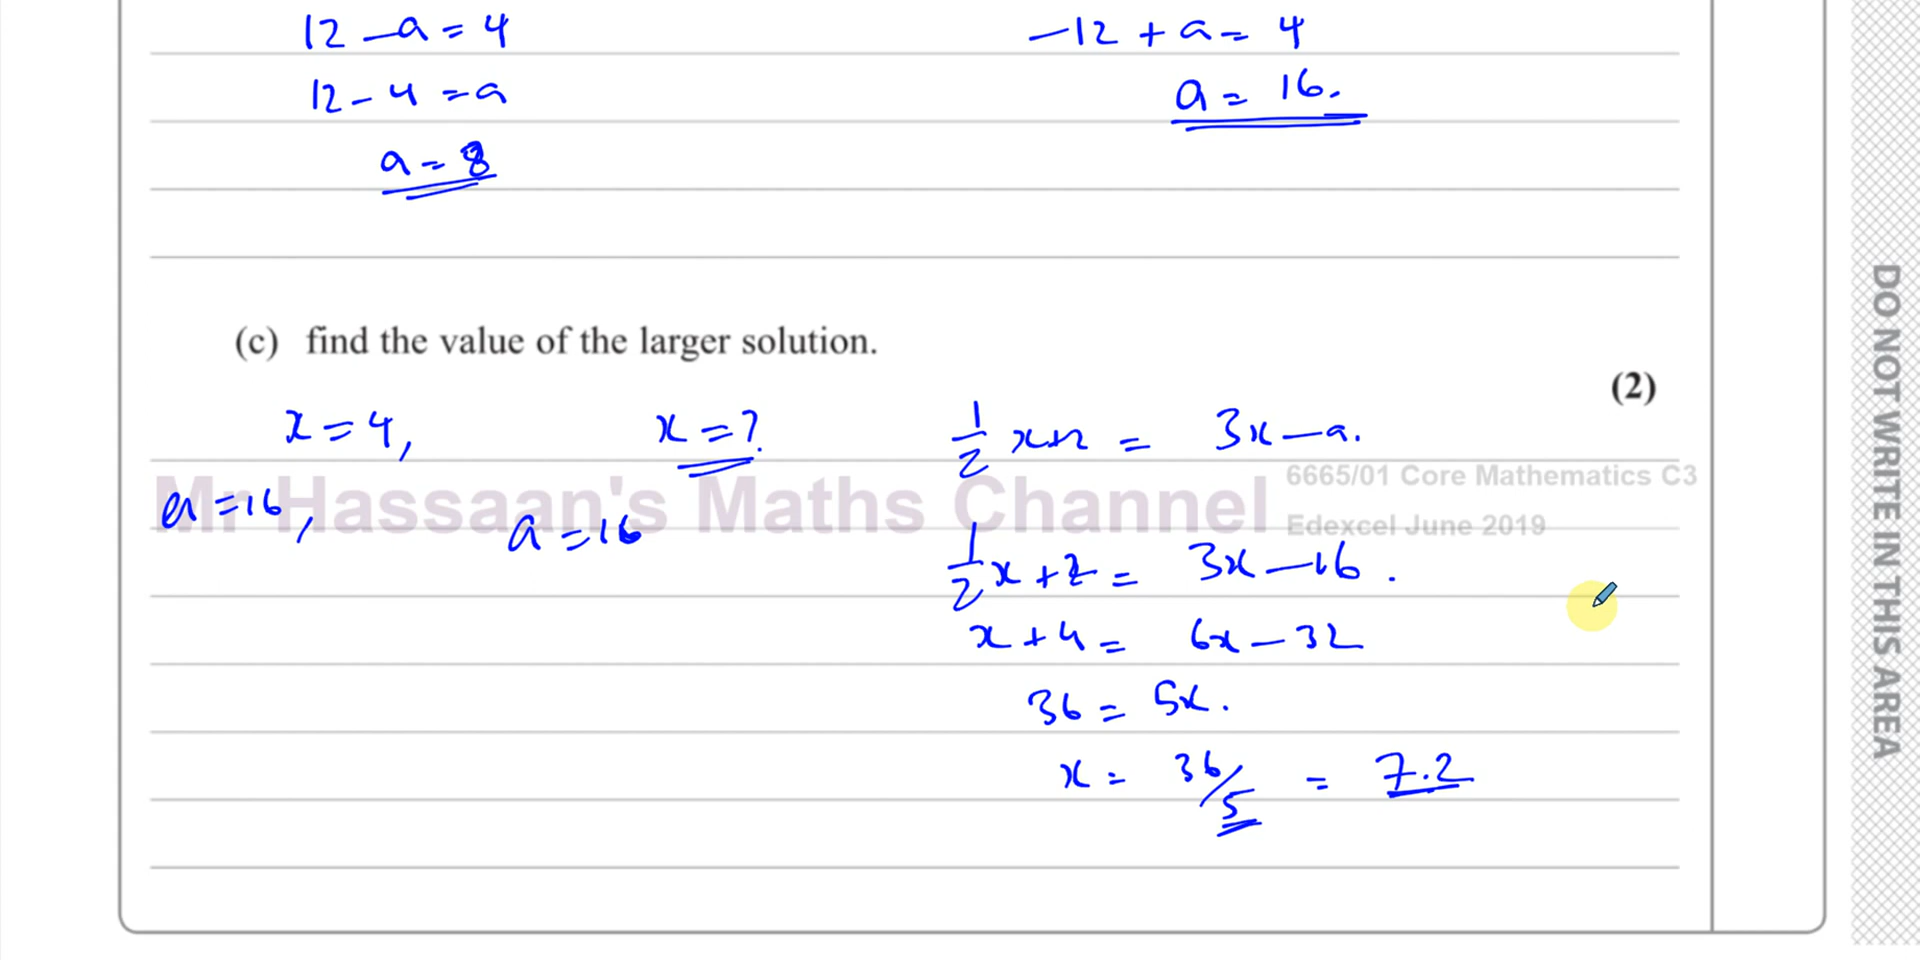 12 - a = 4
12 - 4 = a
a = 8
-12 + a = 4
a = 16.
(c) find the value of the larger solution.
(2)
x = 4, x = ?
a = 16, a = 16
½ x+2 = 3x - a.
½ x + 2 = 3x - 16.
x + 4 = 6x - 32
36 = 5x.
x = 36/5 = 7.2
Mr Hassaan's Maths Channel
6665/01 Core Mathematics C3
Edexcel June 2019
DO NOT WRITE IN THIS AREA